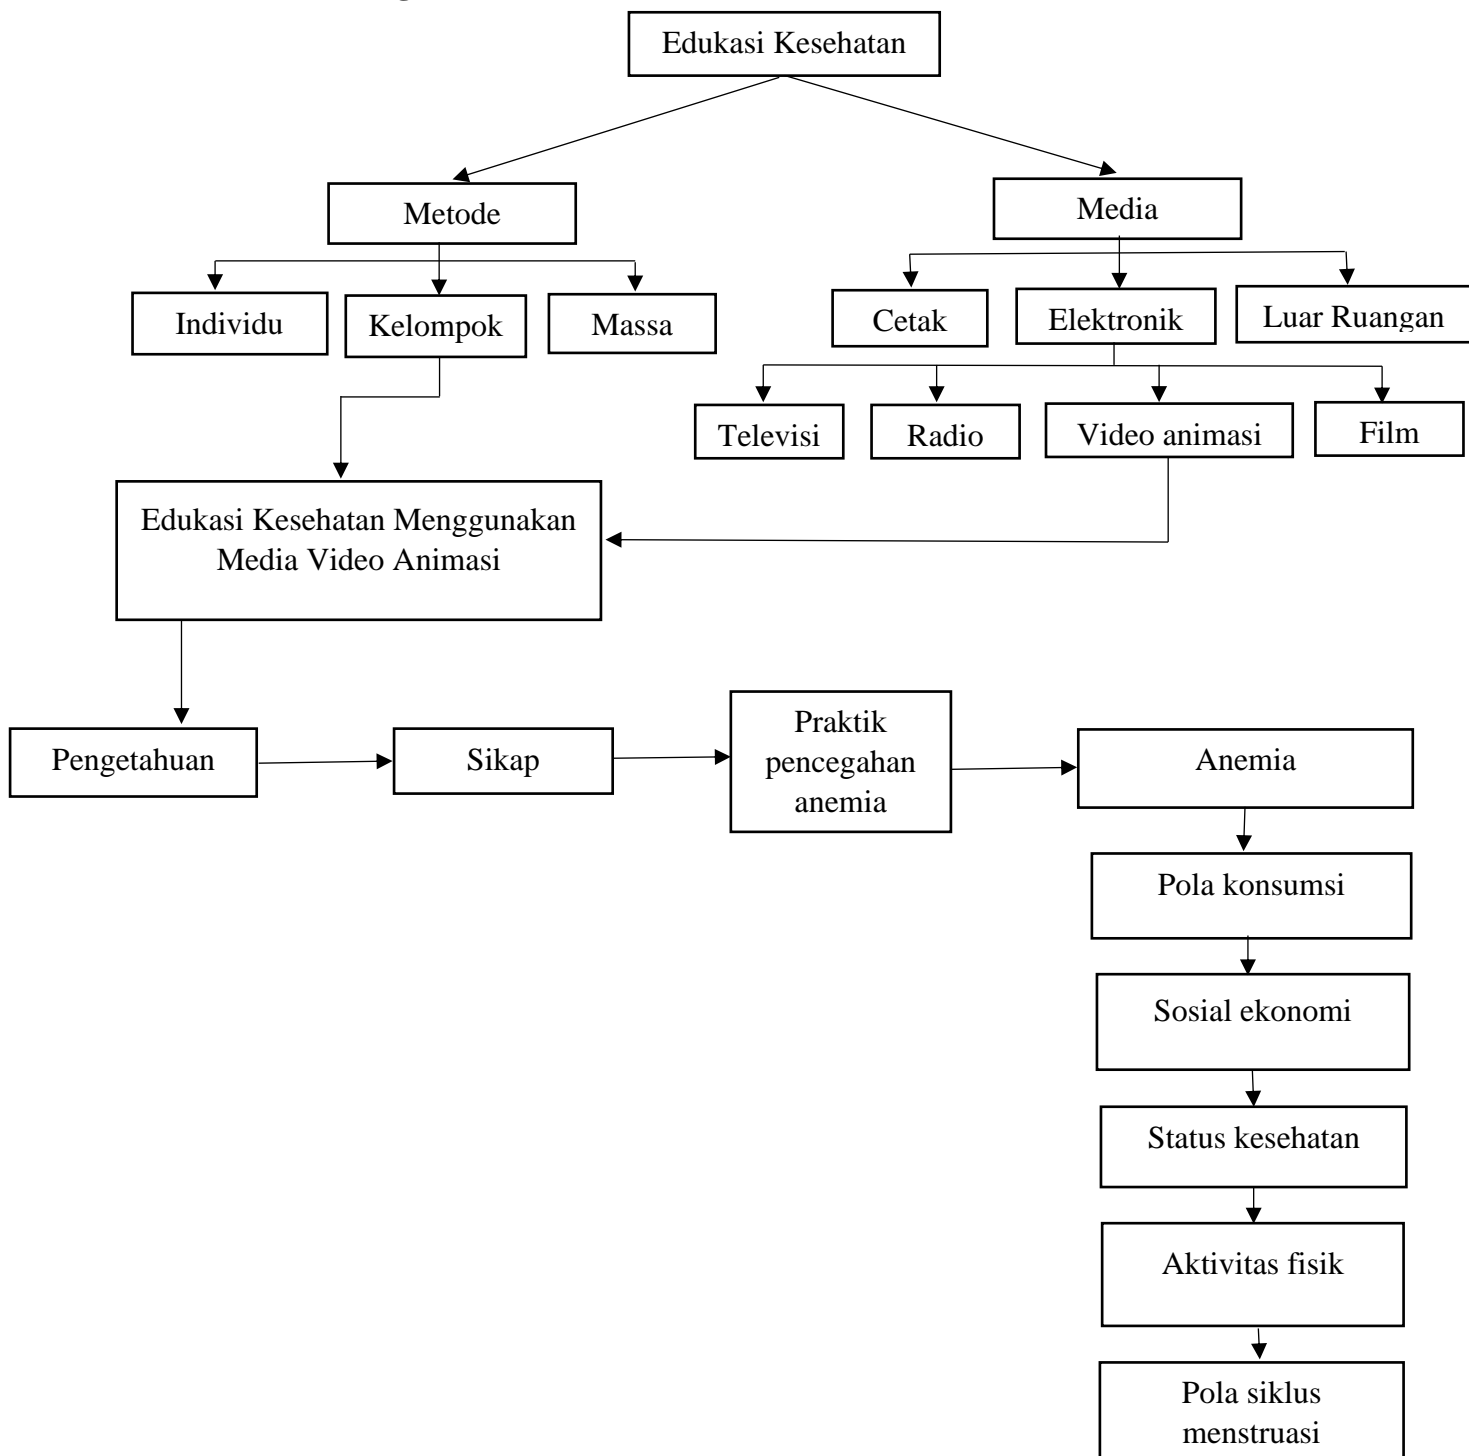 Edukasi Kesehatan
Metode
Media
Individu
Kelompok
Massa
Cetak
Elektronik
Luar Ruangan
Televisi
Radio
Video animasi
Film
Edukasi Kesehatan Menggunakan
Media Video Animasi
Pengetahuan
Sikap
Praktik
pencegahan
anemia
Anemia
Pola konsumsi
Sosial ekonomi
Status kesehatan
Aktivitas fisik
Pola siklus
menstruasi